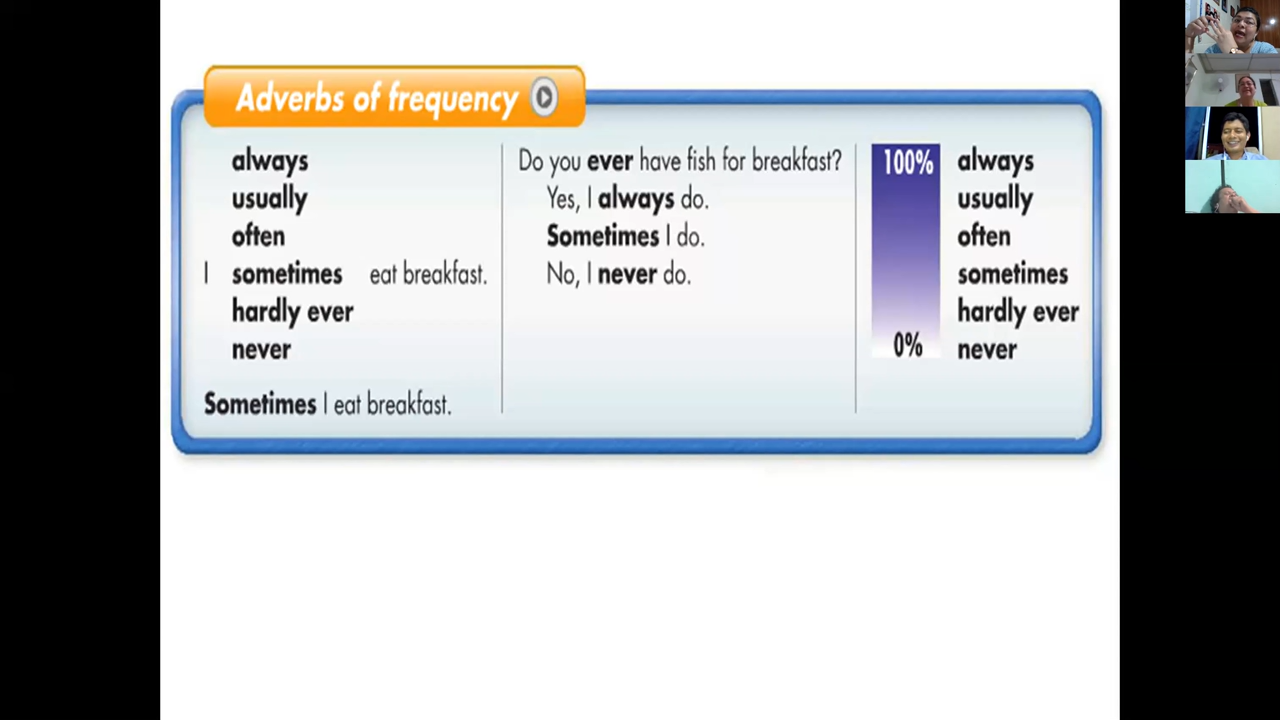 Adverbs of frequency
always
usually
often
I sometimes eat breakfast.
hardly ever
never
Sometimes I eat breakfast.
Do you ever have fish for breakfast?
Yes, I always do.
Sometimes I do.
No, I never do.
100% always
usually
often
sometimes
hardly ever
0% never